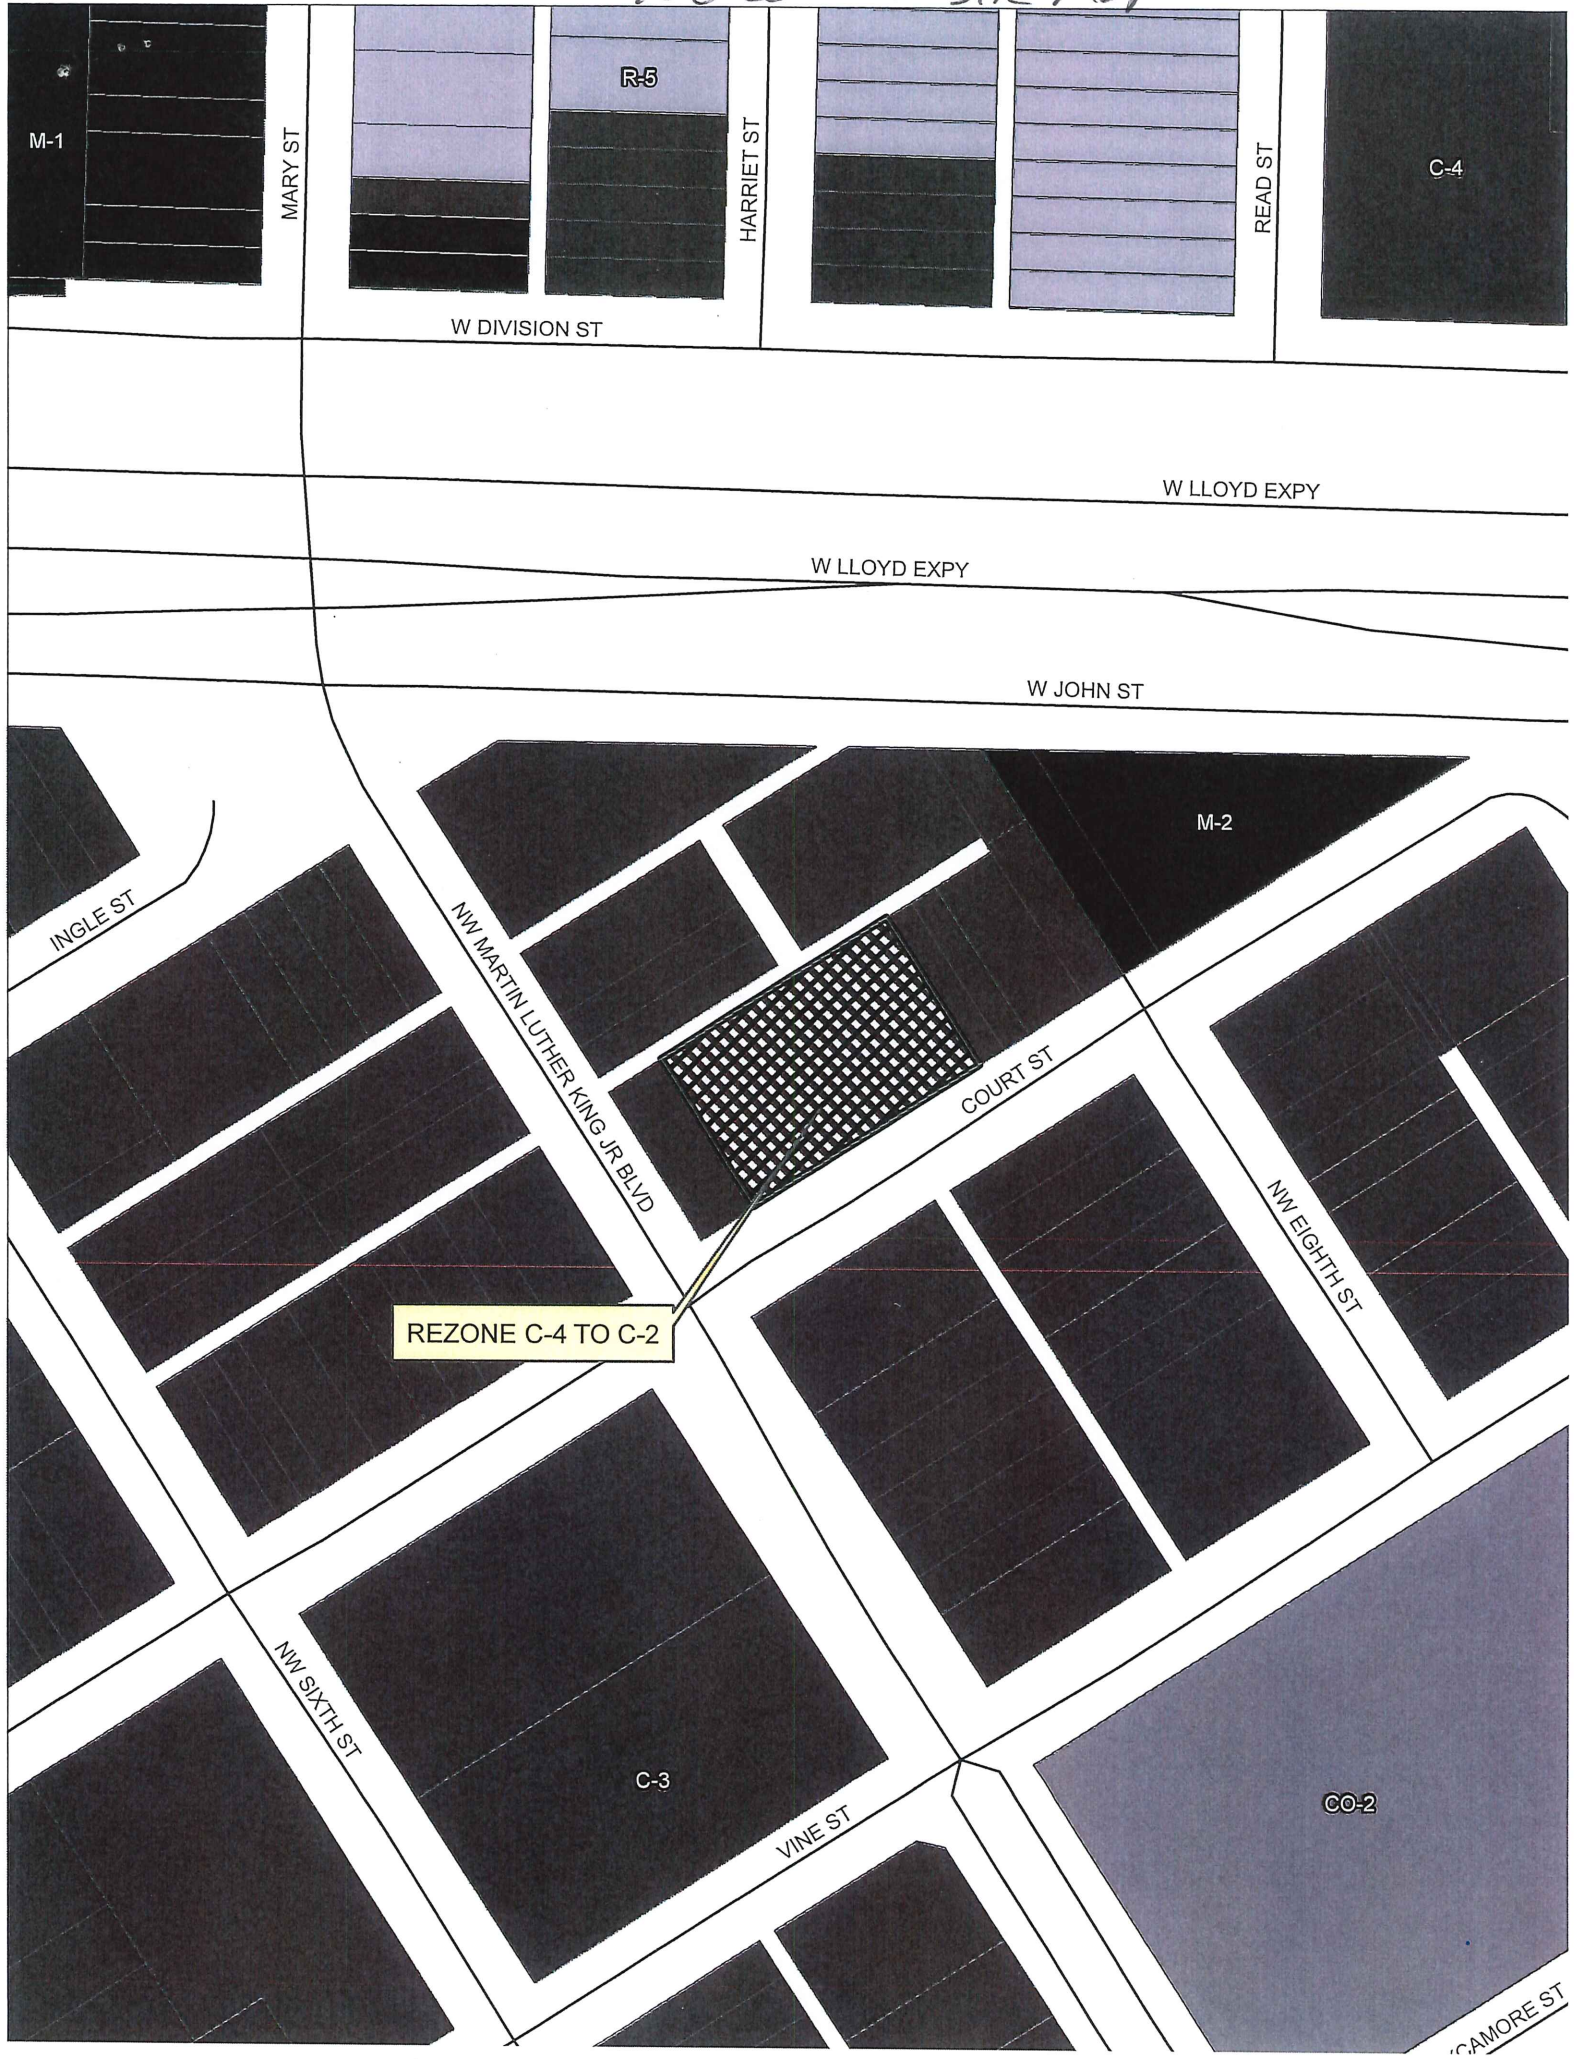 R-5
M-1
C-4
MARY ST
HARRIET ST
READ ST
W DIVISION ST
W LLOYD EXPY
W LLOYD EXPY
W JOHN ST
M-2
INGLE ST
NW MARTIN LUTHER KING JR BLVD
COURT ST
NW EIGHTH ST
REZONE C-4 TO C-2
NW SIXTH ST
C-3
VINE ST
CO-2
CAMORE ST